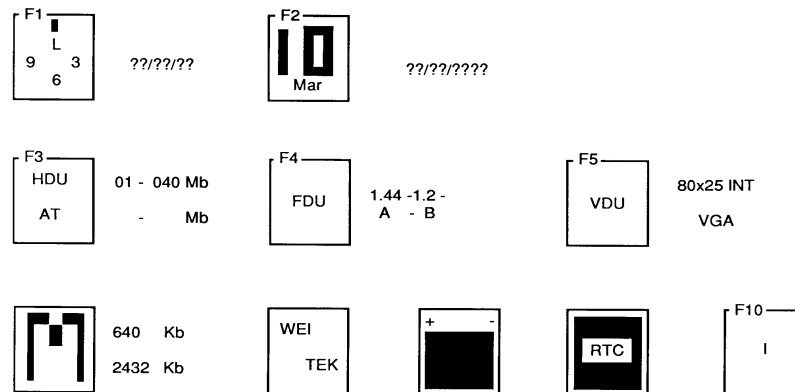 F1
L
9 3
6
??/??/??
F2
10
Mar
??/??/????
F3
HDU
AT
01 - 040 Mb
- Mb
F4
FDU
1.44 -1.2 -
A - B
F5
VDU
80x25 INT
VGA
M
640 Kb
2432 Kb
WEI
TEK
+ -
RTC
F10
I